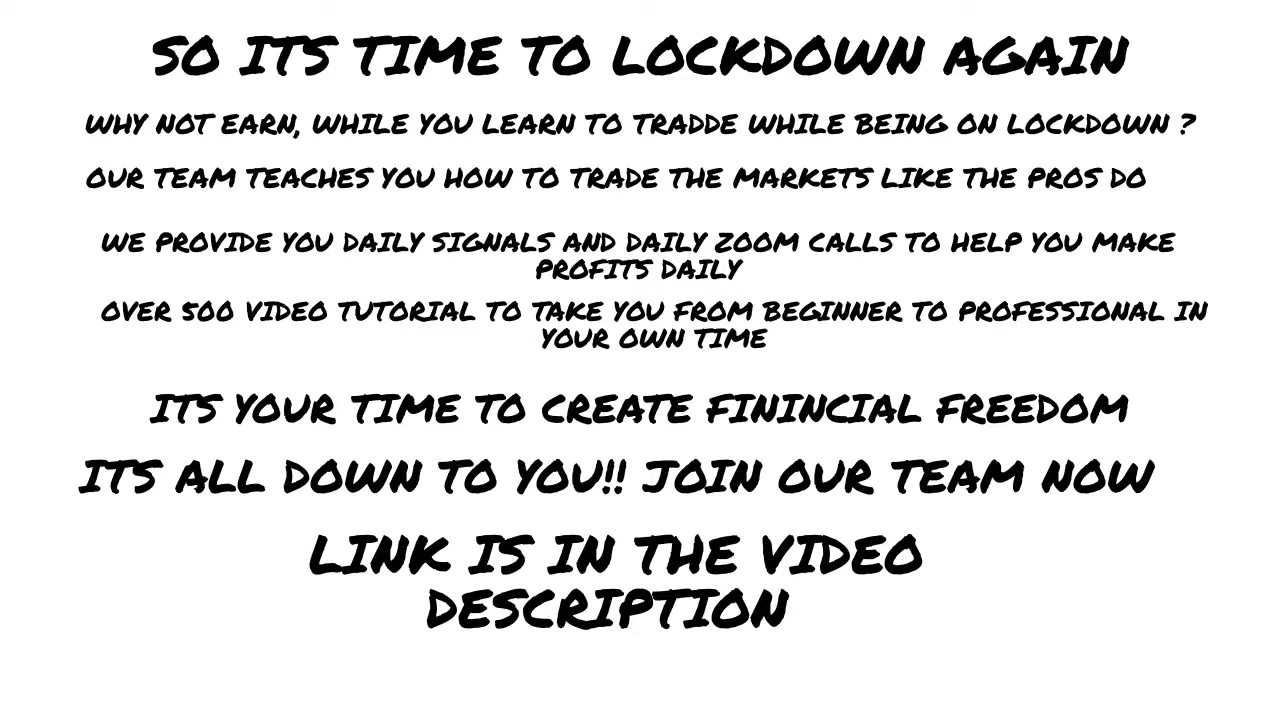 SO ITS TIME TO LOCKDOWN AGAIN
WHY NOT EARN, WHILE YOU LEARN TO TRADDE WHILE BEING ON LOCKDOWN ?
OUR TEAM TEACHES YOU HOW TO TRADE THE MARKETS LIKE THE PROS DO
WE PROVIDE YOU DAILY SIGNALS AND DAILY ZOOM CALLS TO HELP YOU MAKE
PROFITS DAILY
OVER 500 VIDEO TUTORIAL TO TAKE YOU FROM BEGINNER TO PROFESSIONAL IN
YOUR OWN TIME
ITS YOUR TIME TO CREATE FININCIAL FREEDOM
ITS ALL DOWN TO YOU!! JOIN OUR TEAM NOW
LINK IS IN THE VIDEO
DESCRIPTION